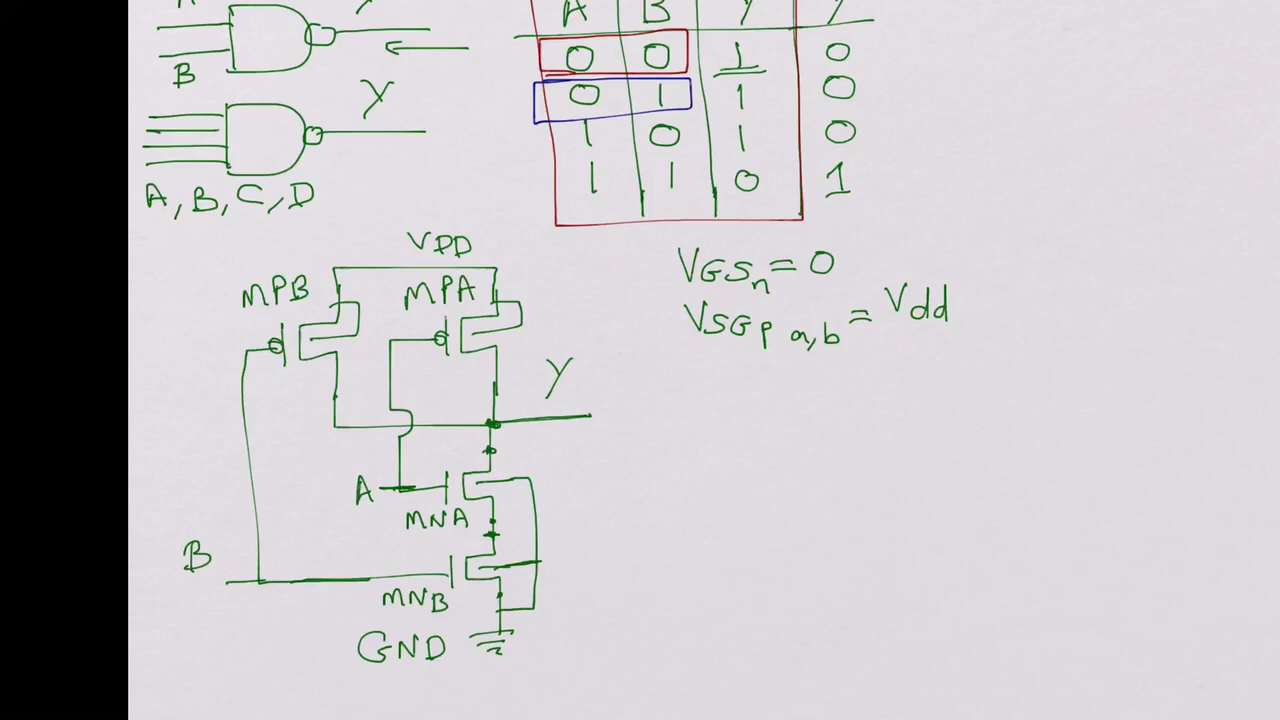 A
B
Y
Y
A, B, C, D
A B Y Y
0 0 1 0
0 1 1 0
1 0 1 0
1 1 0 1
VDD
MPB MPA
Y
A
MNA
B
MNB
GND
VGSn = 0
VSGp a,b = Vdd